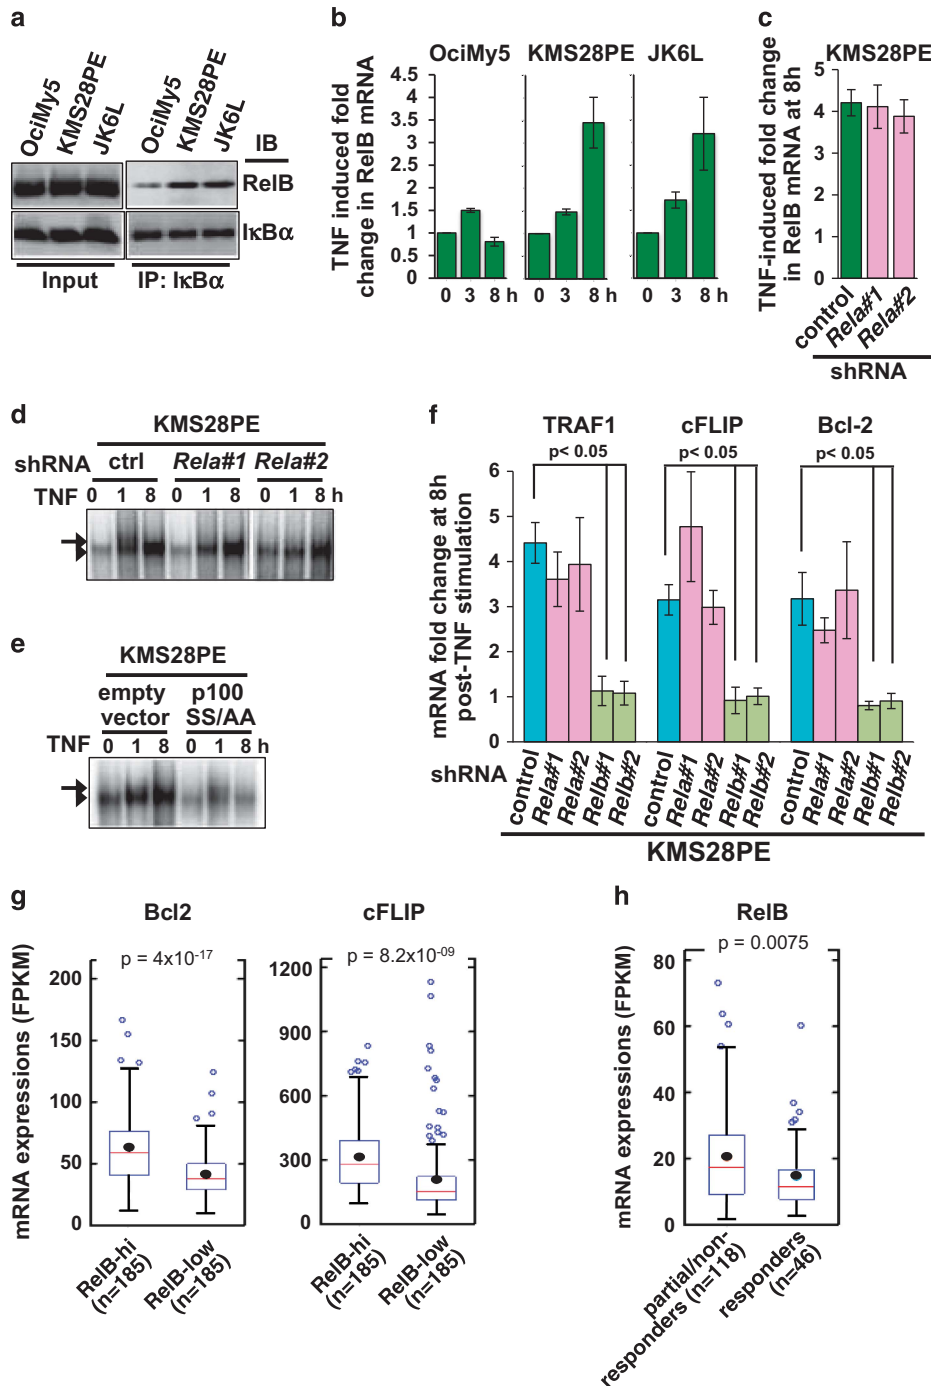 a
OciMy5
KMS28PE
JK6L
OciMy5
KMS28PE
JK6L
IB
RelB
IκBα
Input
IP: IκBα
b
OciMy5
KMS28PE
JK6L
TNF induced fold
change in RelB mRNA
4.5
4
3.5
3
2.5
2
1.5
1
0.5
0
0 3 8 h
0 3 8 h
0 3 8 h
c
KMS28PE
TNF-induced fold change
in RelB mRNA at 8h
5
4
3
2
1
0
control
Rela#1
Rela#2
shRNA
d
KMS28PE
shRNA ctrl Rela#1 Rela#2
TNF 0 1 8 0 1 8 0 1 8 h
e
KMS28PE
empty
vector
p100
SS/AA
TNF 0 1 8 0 1 8 h
f
TRAF1
cFLIP
Bcl-2
p< 0.05
p< 0.05
p< 0.05
mRNA fold change at 8h
post-TNF stimulation
6
5
4
3
2
1
0
shRNA
control
Rela#1
Rela#2
Relb#1
Relb#2
control
Rela#1
Rela#2
Relb#1
Relb#2
control
Rela#1
Rela#2
Relb#1
Relb#2
KMS28PE
g
Bcl2
p = 4x10-17
mRNA expressions (FPKM)
200
150
100
50
0
RelB-hi
(n=185)
RelB-low
(n=185)
cFLIP
p = 8.2x10-09
1200
900
600
300
0
RelB-hi
(n=185)
RelB-low
(n=185)
h
RelB
p = 0.0075
mRNA expressions (FPKM)
80
60
40
20
0
partial/non-
responders (n=118)
responders
(n=46)